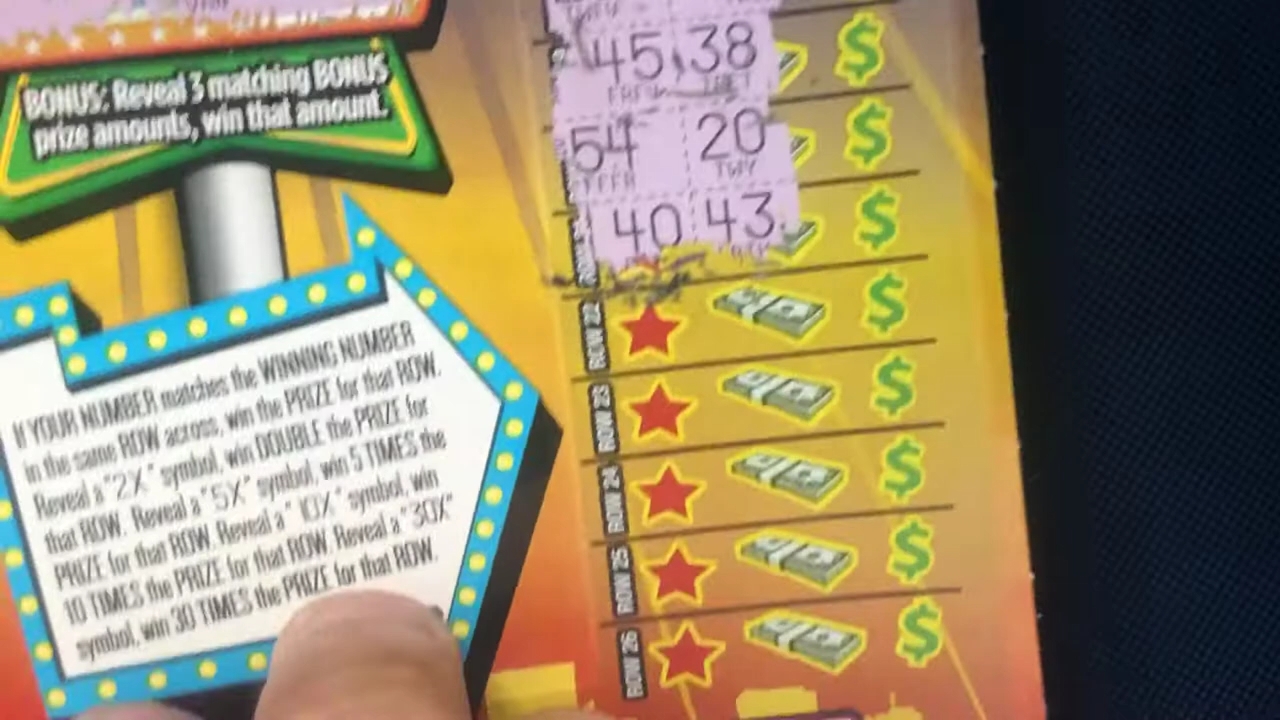 BONUS: Reveal 3 matching BONUS
prize amounts, win that amount.
45 38
54 20
TWY
40 43
ROW 22
ROW 23
ROW 24
ROW 25
ROW 26
If YOUR NUMBER matches the WINNING NUMBER
in the same ROW across, win the PRIZE for that ROW.
Reveal a "2X" symbol, win DOUBLE the PRIZE for
that ROW. Reveal a "5X" symbol, win 5 TIMES the
PRIZE for that ROW. Reveal a "10X" symbol, win
10 TIMES the PRIZE for that ROW. Reveal a "30X"
symbol, win 30 TIMES the PRIZE for that ROW.